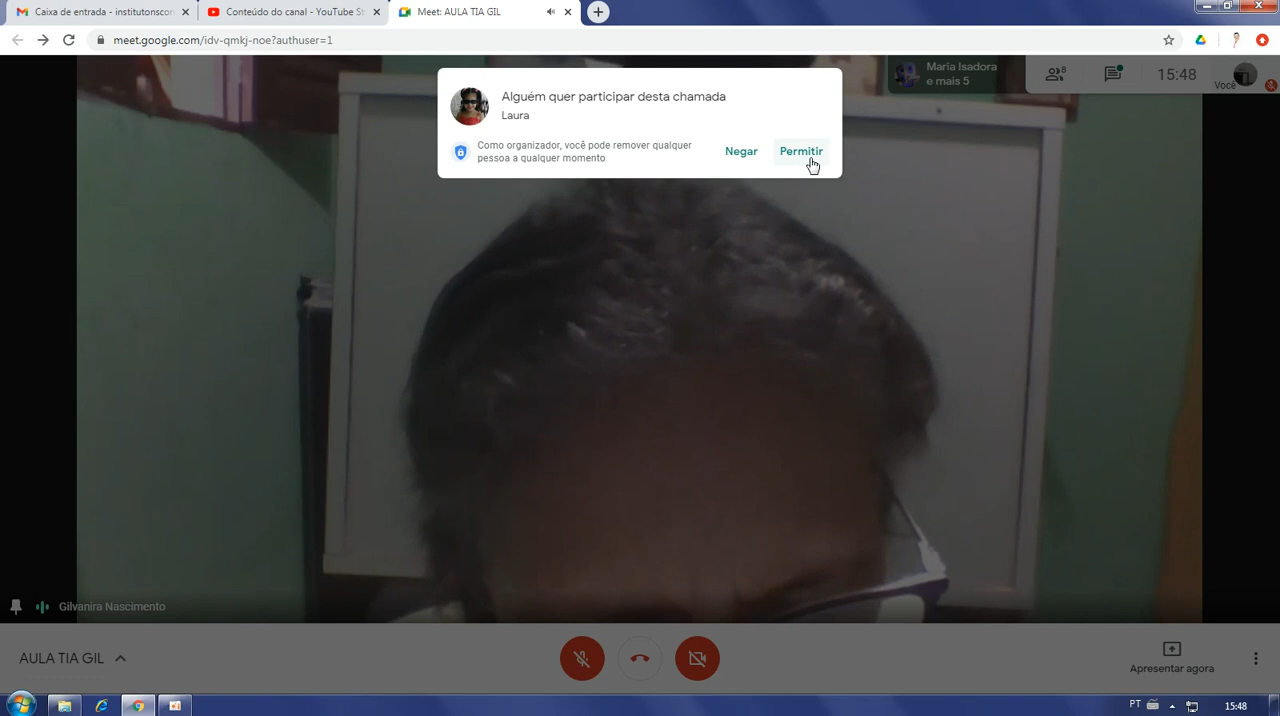 Caixa de entrada - institutonscon
Conteúdo do canal - YouTube St
Meet: AULA TIA GIL
meet.google.com/idv-qmkj-noe?authuser=1
Alguém quer participar desta chamada
Laura
Como organizador, você pode remover qualquer
pessoa a qualquer momento
Negar
Permitir
Maria Isadora
e mais 5
8
15:48
Você
Gilvanira Nascimento
AULA TIA GIL
Apresentar agora
PT
15:48